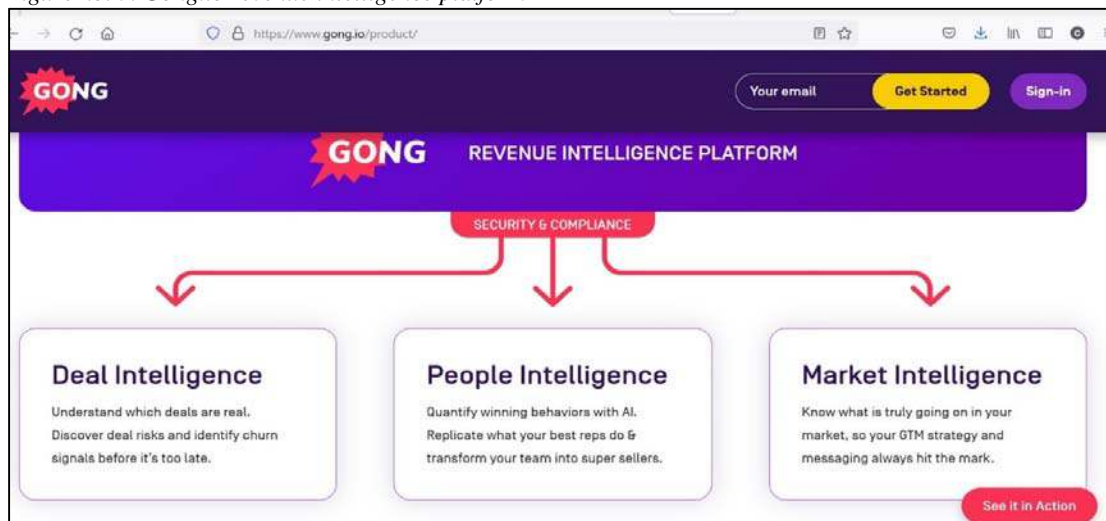 https://www.gong.io/product/
GONG
Your email
Get Started
Sign-in
GONG
REVENUE INTELLIGENCE PLATFORM
SECURITY & COMPLIANCE
Deal Intelligence
Understand which deals are real.
Discover deal risks and identify churn
signals before it's too late.
People Intelligence
Quantify winning behaviors with AI.
Replicate what your best reps do &
transform your team into super sellers.
Market Intelligence
Know what is truly going on in your
market, so your GTM strategy and
messaging always hit the mark.
See it in Action